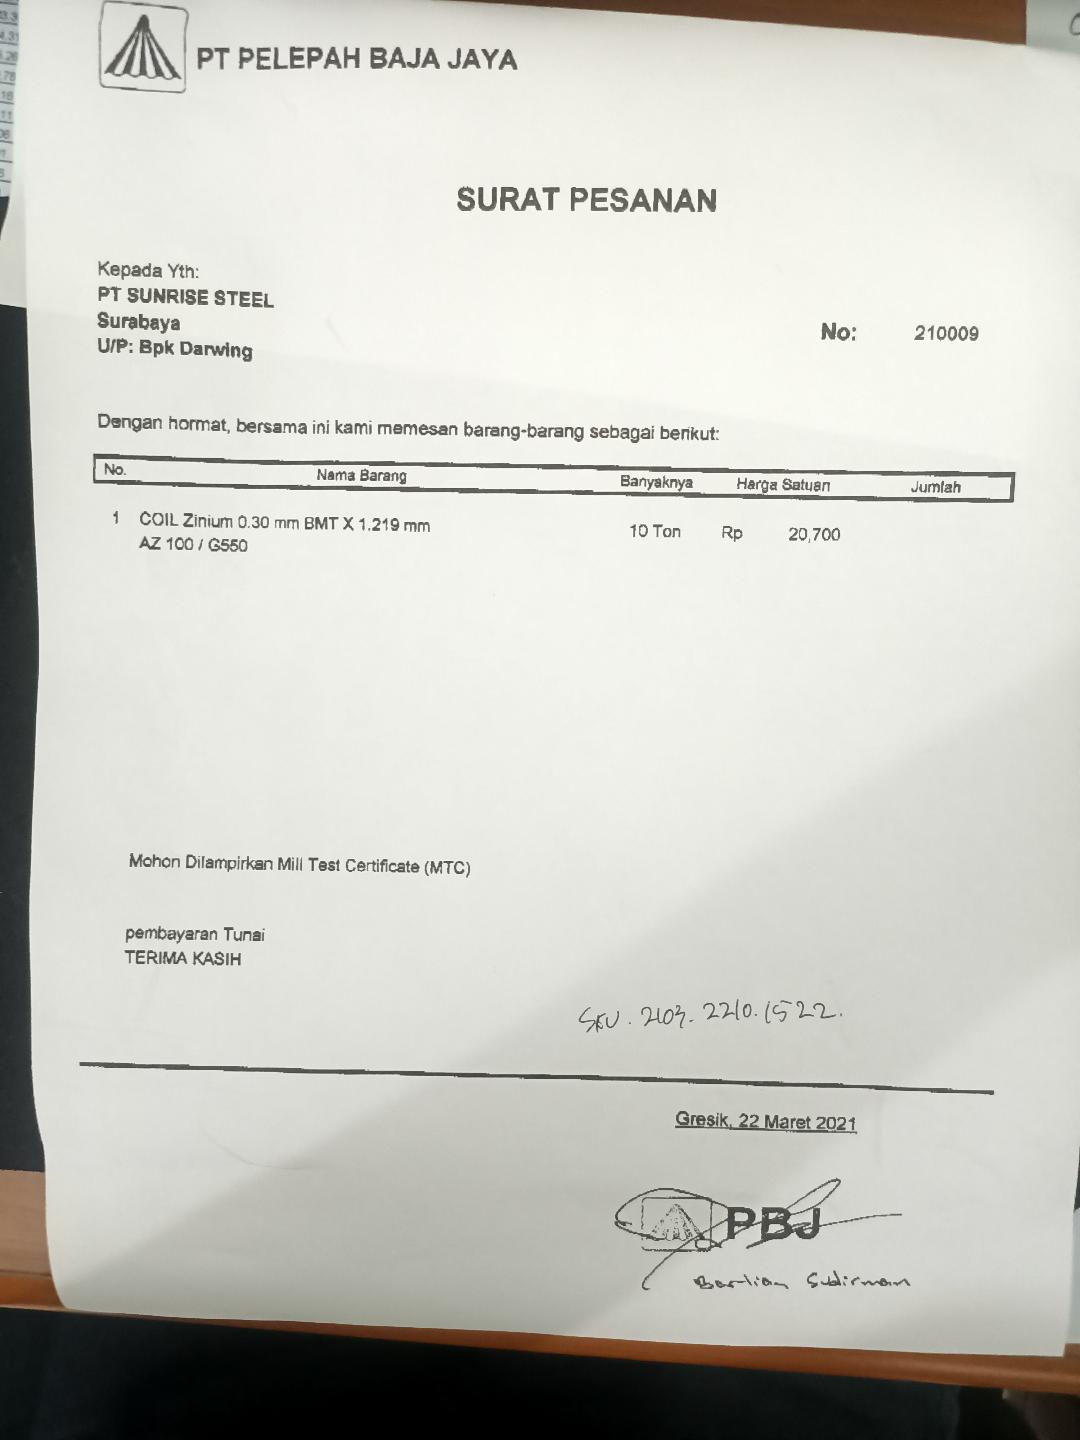 PT PELEPAH BAJA JAYA
SURAT PESANAN
Kepada Yth:
PT SUNRISE STEEL
Surabaya
U/P: Bpk Darwing
No: 210009
Dengan hormat, bersama ini kami memesan barang-barang sebagai berikut:
No. Nama Barang Banyaknya Harga Satuan Jumlah
1 COIL Zinium 0.30 mm BMT X 1.219 mm 10 Ton Rp 20,700
AZ 100 / G550
Mohon Dilampirkan Mill Test Certificate (MTC)
pembayaran Tunai
TERIMA KASIH
2103. 2210. 1522.
Gresik, 22 Maret 2021
PBJ
Sudirman